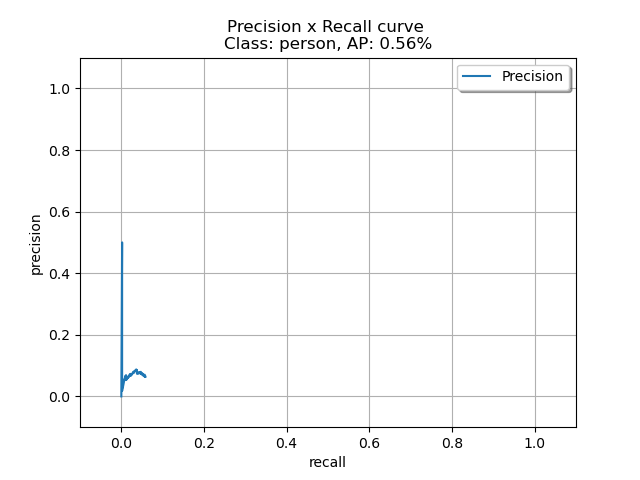 Precision x Recall curve
Class: person, AP: 0.56%
Precision
1.0
0.8
0.6
0.4
0.2
0.0
precision
0.0 0.2 0.4 0.6 0.8 1.0
recall